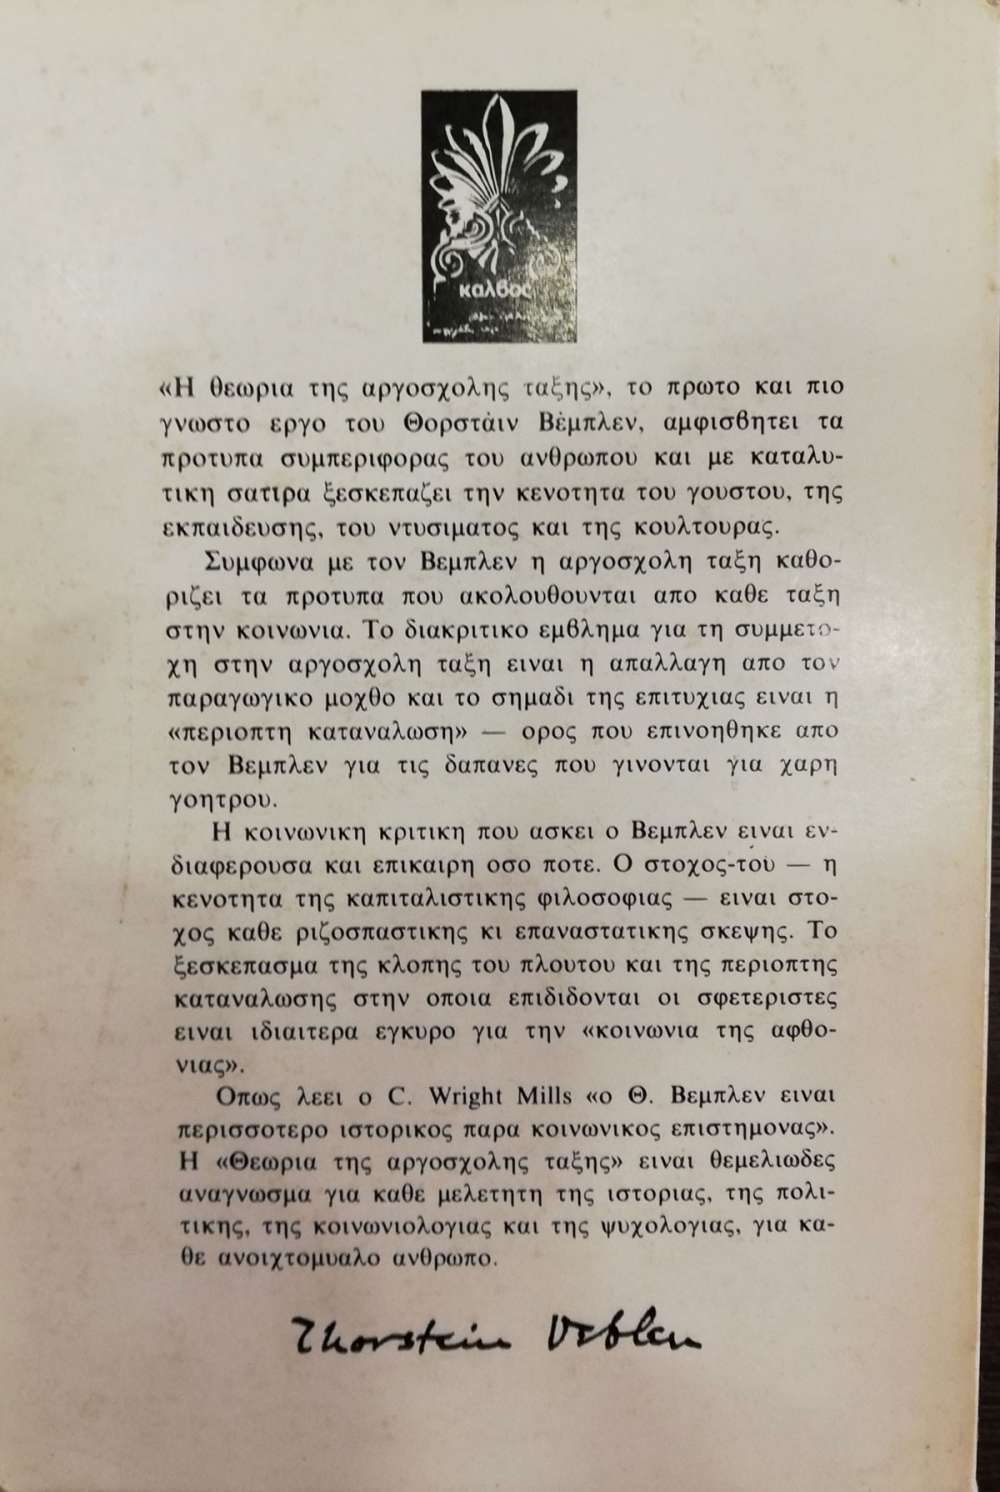 καλβος
«Η θεωρια της αργοσχολης ταξης», το πρωτο και πιο
γνωστο εργο του Θορστάιν Βέμπλεν, αμφισβητει τα
προτυπα συμπεριφορας του ανθρωπου και με καταλυ-
τικη σατιρα ξεσκεπαζει την κενοτητα του γουστου, της
εκπαιδευσης, του ντυσιματος και της κουλτουρας.
Συμφωνα με τον Βεμπλεν η αργοσχολη ταξη καθο-
ριζει τα προτυπα που ακολουθουνται απο καθε ταξη
στην κοινωνια. Το διακριτικο εμβλημα για τη συμμετο-
χη στην αργοσχολη ταξη ειναι η απαλλαγη απο τον
παραγωγικο μοχθο και το σημαδι της επιτυχιας ειναι η
«περιοπτη καταναλωση» — ορος που επινοηθηκε απο
τον Βεμπλεν για τις δαπανες που γινονται για χαρη
γοητρου.
Η κοινωνικη κριτικη που ασκει ο Βεμπλεν ειναι εν-
διαφερουσα και επικαιρη οσο ποτε. Ο στοχος-του — η
κενοτητα της καπιταλιστικης φιλοσοφιας — ειναι στο-
χος καθε ριζοσπαστικης κι επαναστατικης σκεψης. Το
ξεσκεπασμα της κλοπης του πλουτου και της περιοπτης
καταναλωσης στην οποια επιδιδονται οι σφετεριστες
ειναι ιδιαιτερα εγκυρο για την «κοινωνια της αφθο-
νιας».
Οπως λεει ο C. Wright Mills «ο Θ. Βεμπλεν ειναι
περισσοτερο ιστορικος παρα κοινωνικος επιστημονας».
Η «Θεωρια της αργοσχολης ταξης» ειναι θεμελιωδες
αναγνωσμα για καθε μελετητη της ιστοριας, της πολι-
τικης, της κοινωνιολογιας και της ψυχολογιας, για κα-
θε ανοιχτομυαλο ανθρωπο.
Thorstein Veblen